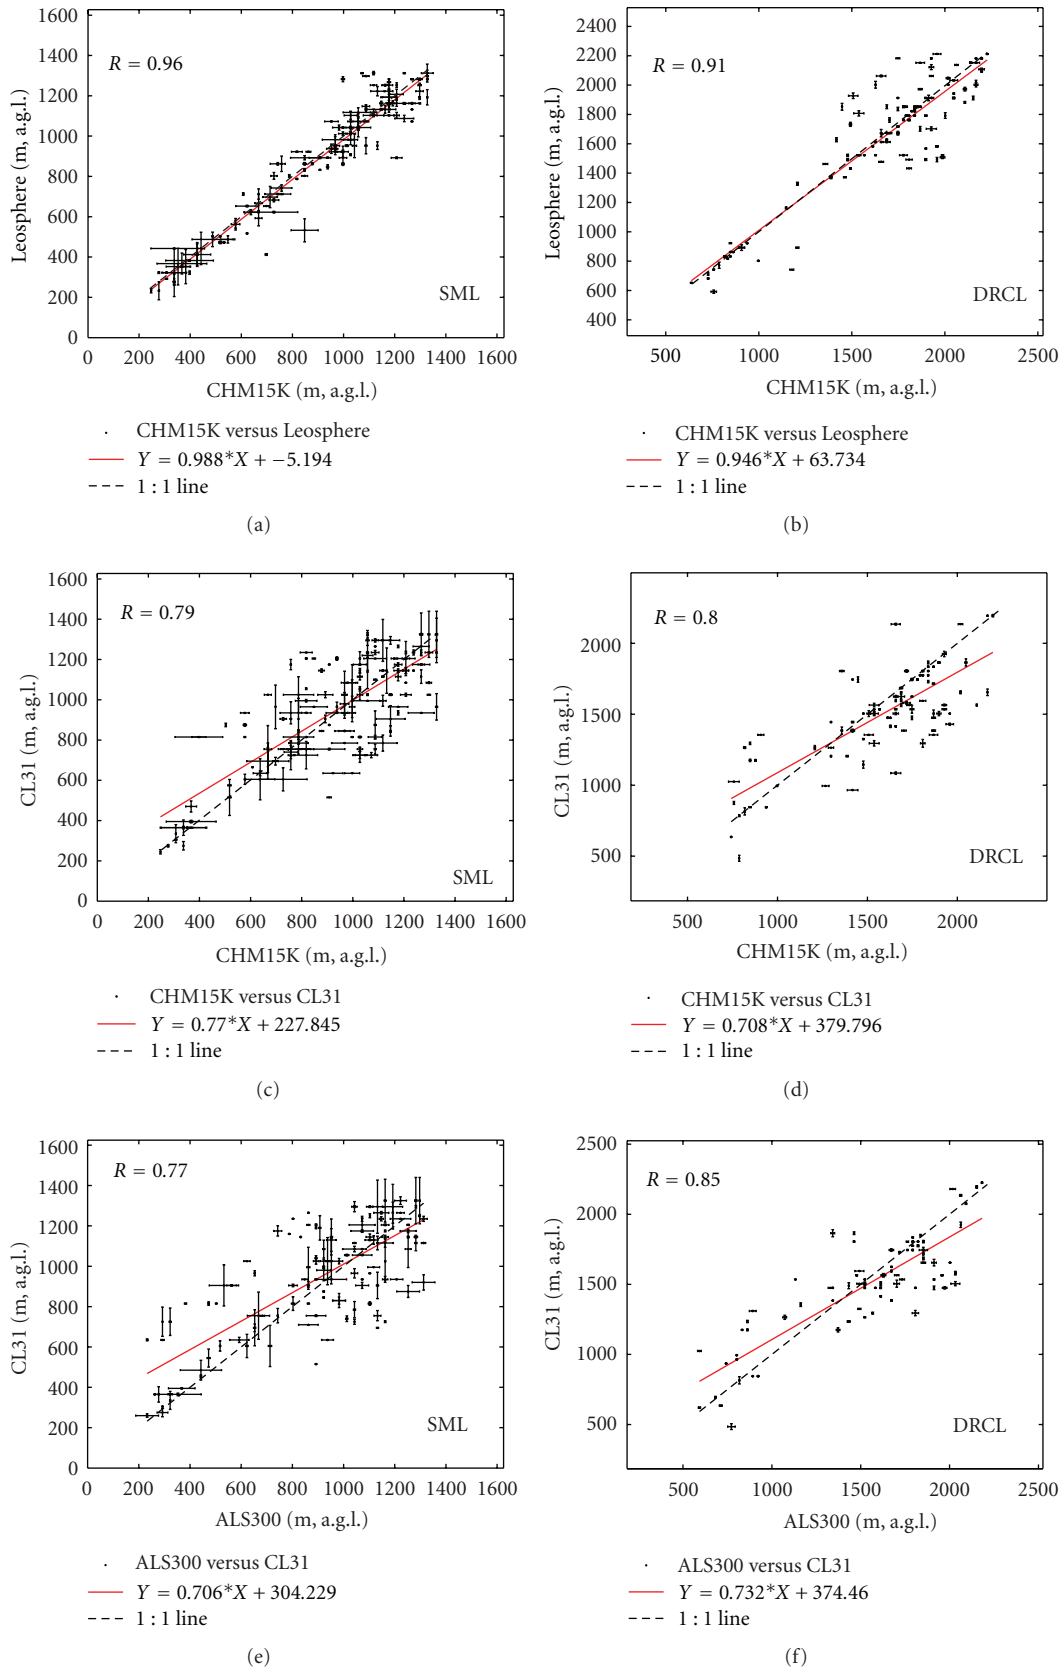 1600
1400
1200
1000
800
600
400
200
0
Leosphere (m, a.g.l.)
R = 0.96
SML
0 200 400 600 800 1000 1200 1400 1600
CHM15K (m, a.g.l.)
· CHM15K versus Leosphere
Y = 0.988*X + −5.194
1 : 1 line
(a)
2400
2200
2000
1800
1600
1400
1200
1000
800
600
400
Leosphere (m, a.g.l.)
R = 0.91
DRCL
500 1000 1500 2000 2500
CHM15K (m, a.g.l.)
· CHM15K versus Leosphere
Y = 0.946*X + 63.734
1 : 1 line
(b)
1600
1400
1200
1000
800
600
400
200
0
CL31 (m, a.g.l.)
R = 0.79
SML
0 200 400 600 800 1000 1200 1400 1600
CHM15K (m, a.g.l.)
· CHM15K versus CL31
Y = 0.77*X + 227.845
1 : 1 line
(c)
2000
1500
1000
500
CL31 (m, a.g.l.)
R = 0.8
DRCL
500 1000 1500 2000
CHM15K (m, a.g.l.)
· CHM15K versus CL31
Y = 0.708*X + 379.796
1 : 1 line
(d)
1600
1400
1200
1000
800
600
400
200
0
CL31 (m, a.g.l.)
R = 0.77
SML
0 200 400 600 800 1000 1200 1400 1600
ALS300 (m, a.g.l.)
· ALS300 versus CL31
Y = 0.706*X + 304.229
1 : 1 line
(e)
2500
2000
1500
1000
500
CL31 (m, a.g.l.)
R = 0.85
DRCL
500 1000 1500 2000 2500
ALS300 (m, a.g.l.)
· ALS300 versus CL31
Y = 0.732*X + 374.46
1 : 1 line
(f)